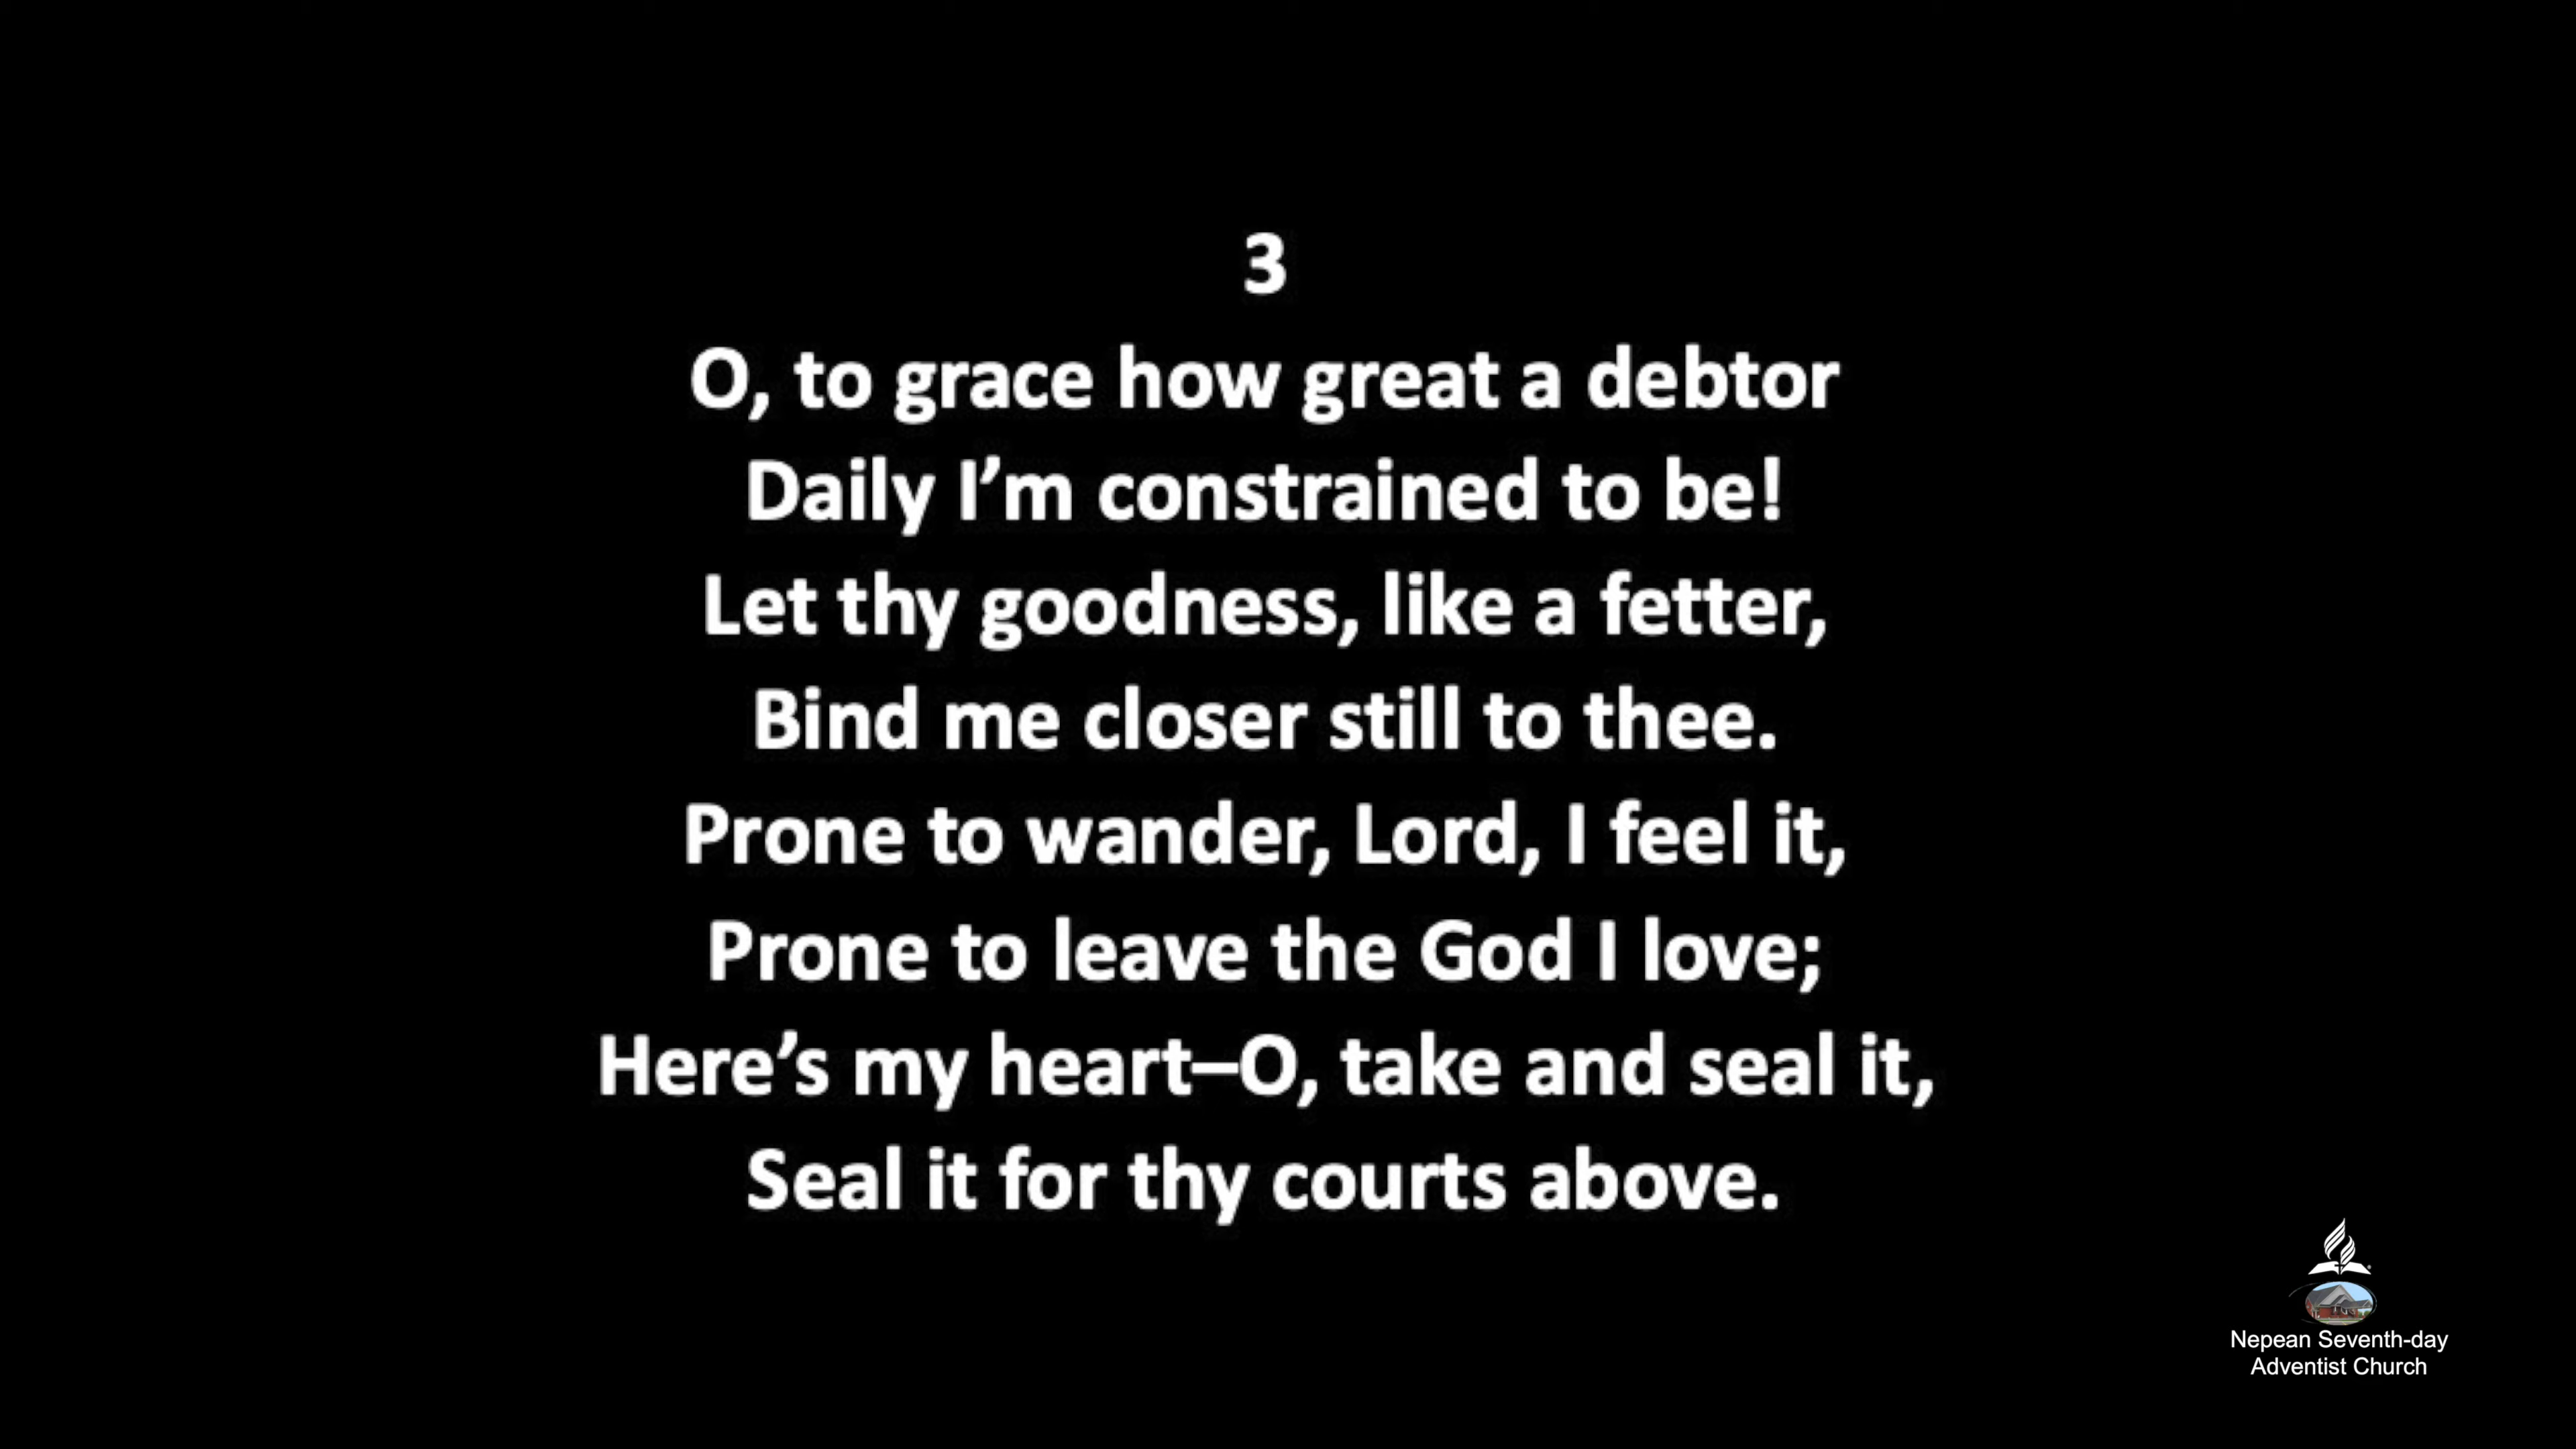 3
O, to grace how great a debtor
Daily I’m constrained to be!
Let thy goodness, like a fetter,
Bind me closer still to thee.
Prone to wander, Lord, I feel it,
Prone to leave the God I love;
Here’s my heart–O, take and seal it,
Seal it for thy courts above.
Nepean Seventh-day
Adventist Church